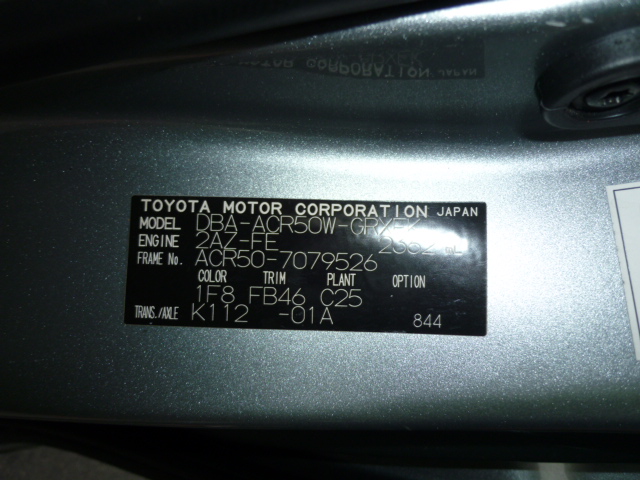 TOYOTA MOTOR CORPORATION JAPAN
MODEL DBA-ACR50W-GRXEK
ENGINE 2AZ-FE 2362
FRAME NO. ACR50-7079526
COLOR TRIM PLANT OPTION
1F8 FB46 C25
TRANS./AXLE K112 -01A 844